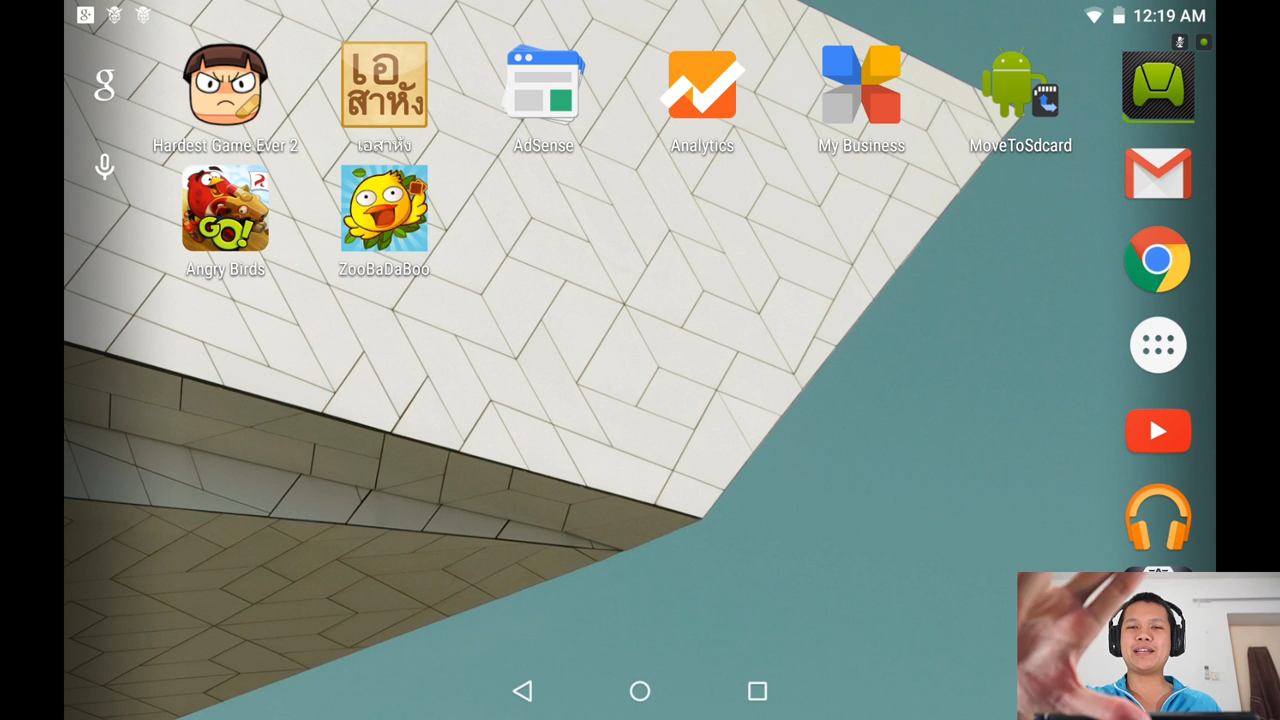 g+
12:19 AM
g
เอ
สาหัง
Hardest Game Ever 2
เอสาหัง
AdSense
Analytics
My Business
MoveToSdcard
GO!
Angry Birds
ZooBaDaBoo